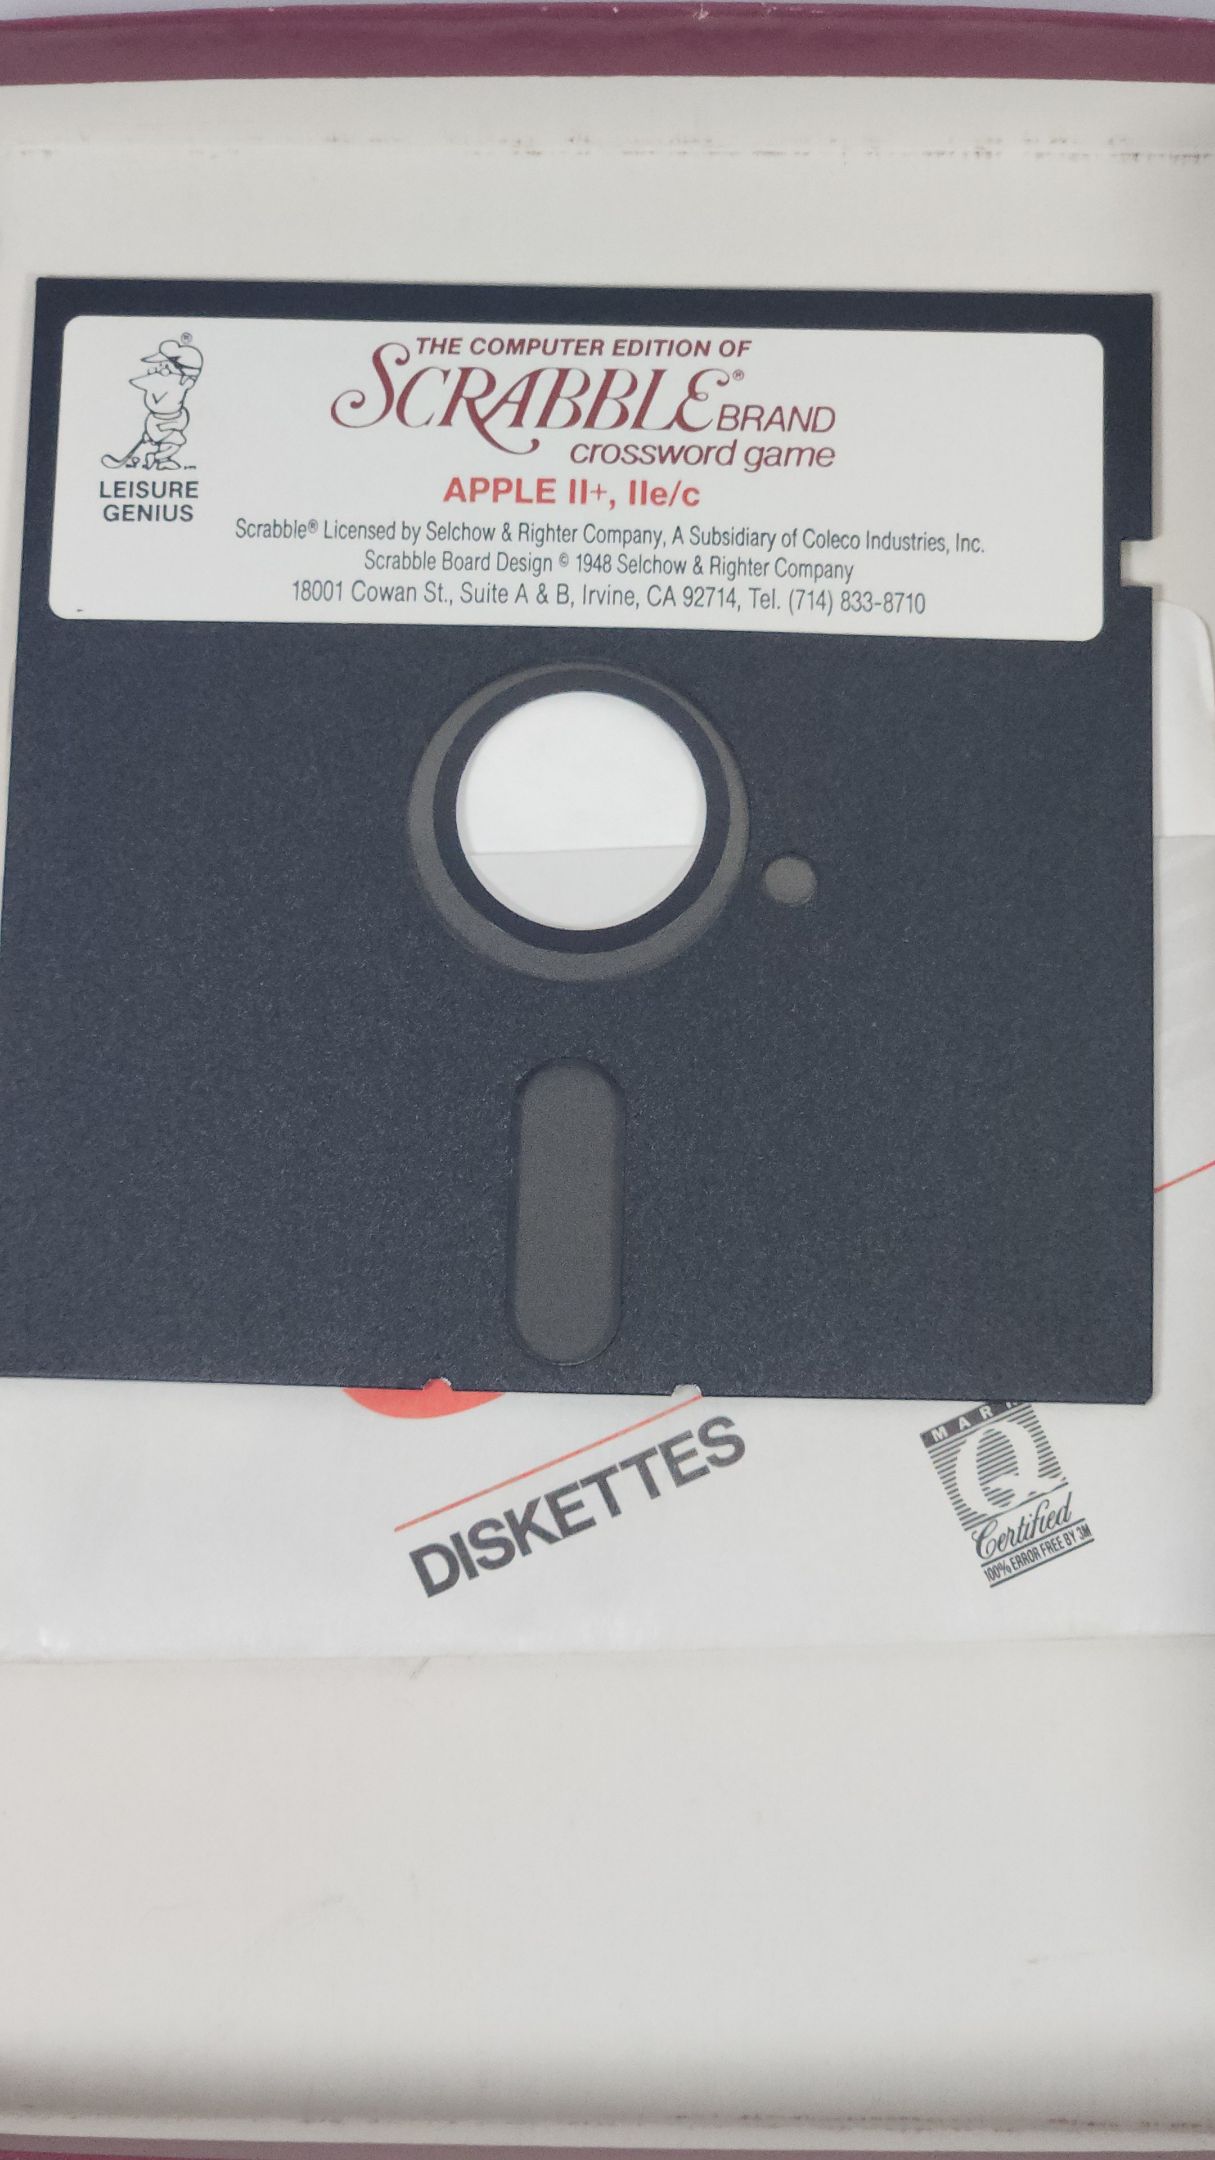 THE COMPUTER EDITION OF
SCRABBLE® BRAND
crossword game
APPLE II+, IIe/c
®
LEISURE
GENIUS
Scrabble® Licensed by Selchow & Righter Company, A Subsidiary of Coleco Industries, Inc.
Scrabble Board Design © 1948 Selchow & Righter Company
18001 Cowan St., Suite A & B, Irvine, CA 92714, Tel. (714) 833-8710
DISKETTES
Q
Certified
100% ERROR FREE BY 3M